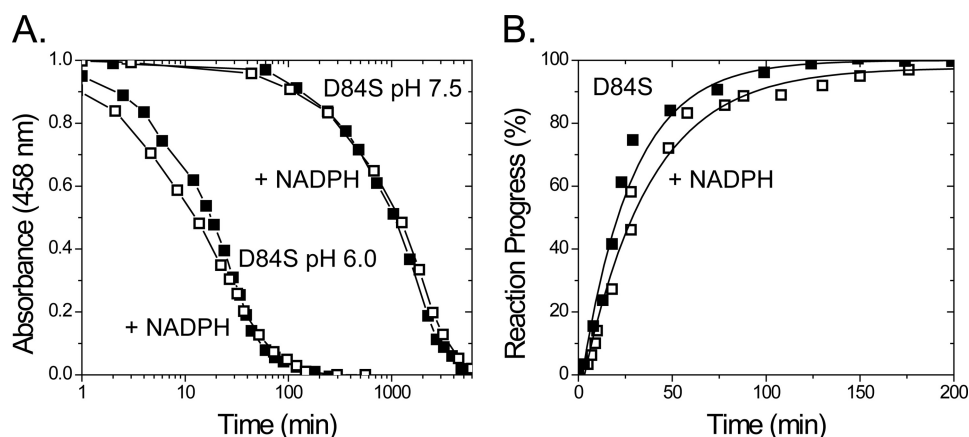 A.
Absorbance (458 nm)
1.0
0.8
0.6
0.4
0.2
0.0
D84S pH 7.5
+ NADPH
D84S pH 6.0
+ NADPH
1
10
100
1000
Time (min)
B.
Reaction Progress (%)
100
80
60
40
20
0
D84S
+ NADPH
0
50
100
150
200
Time (min)